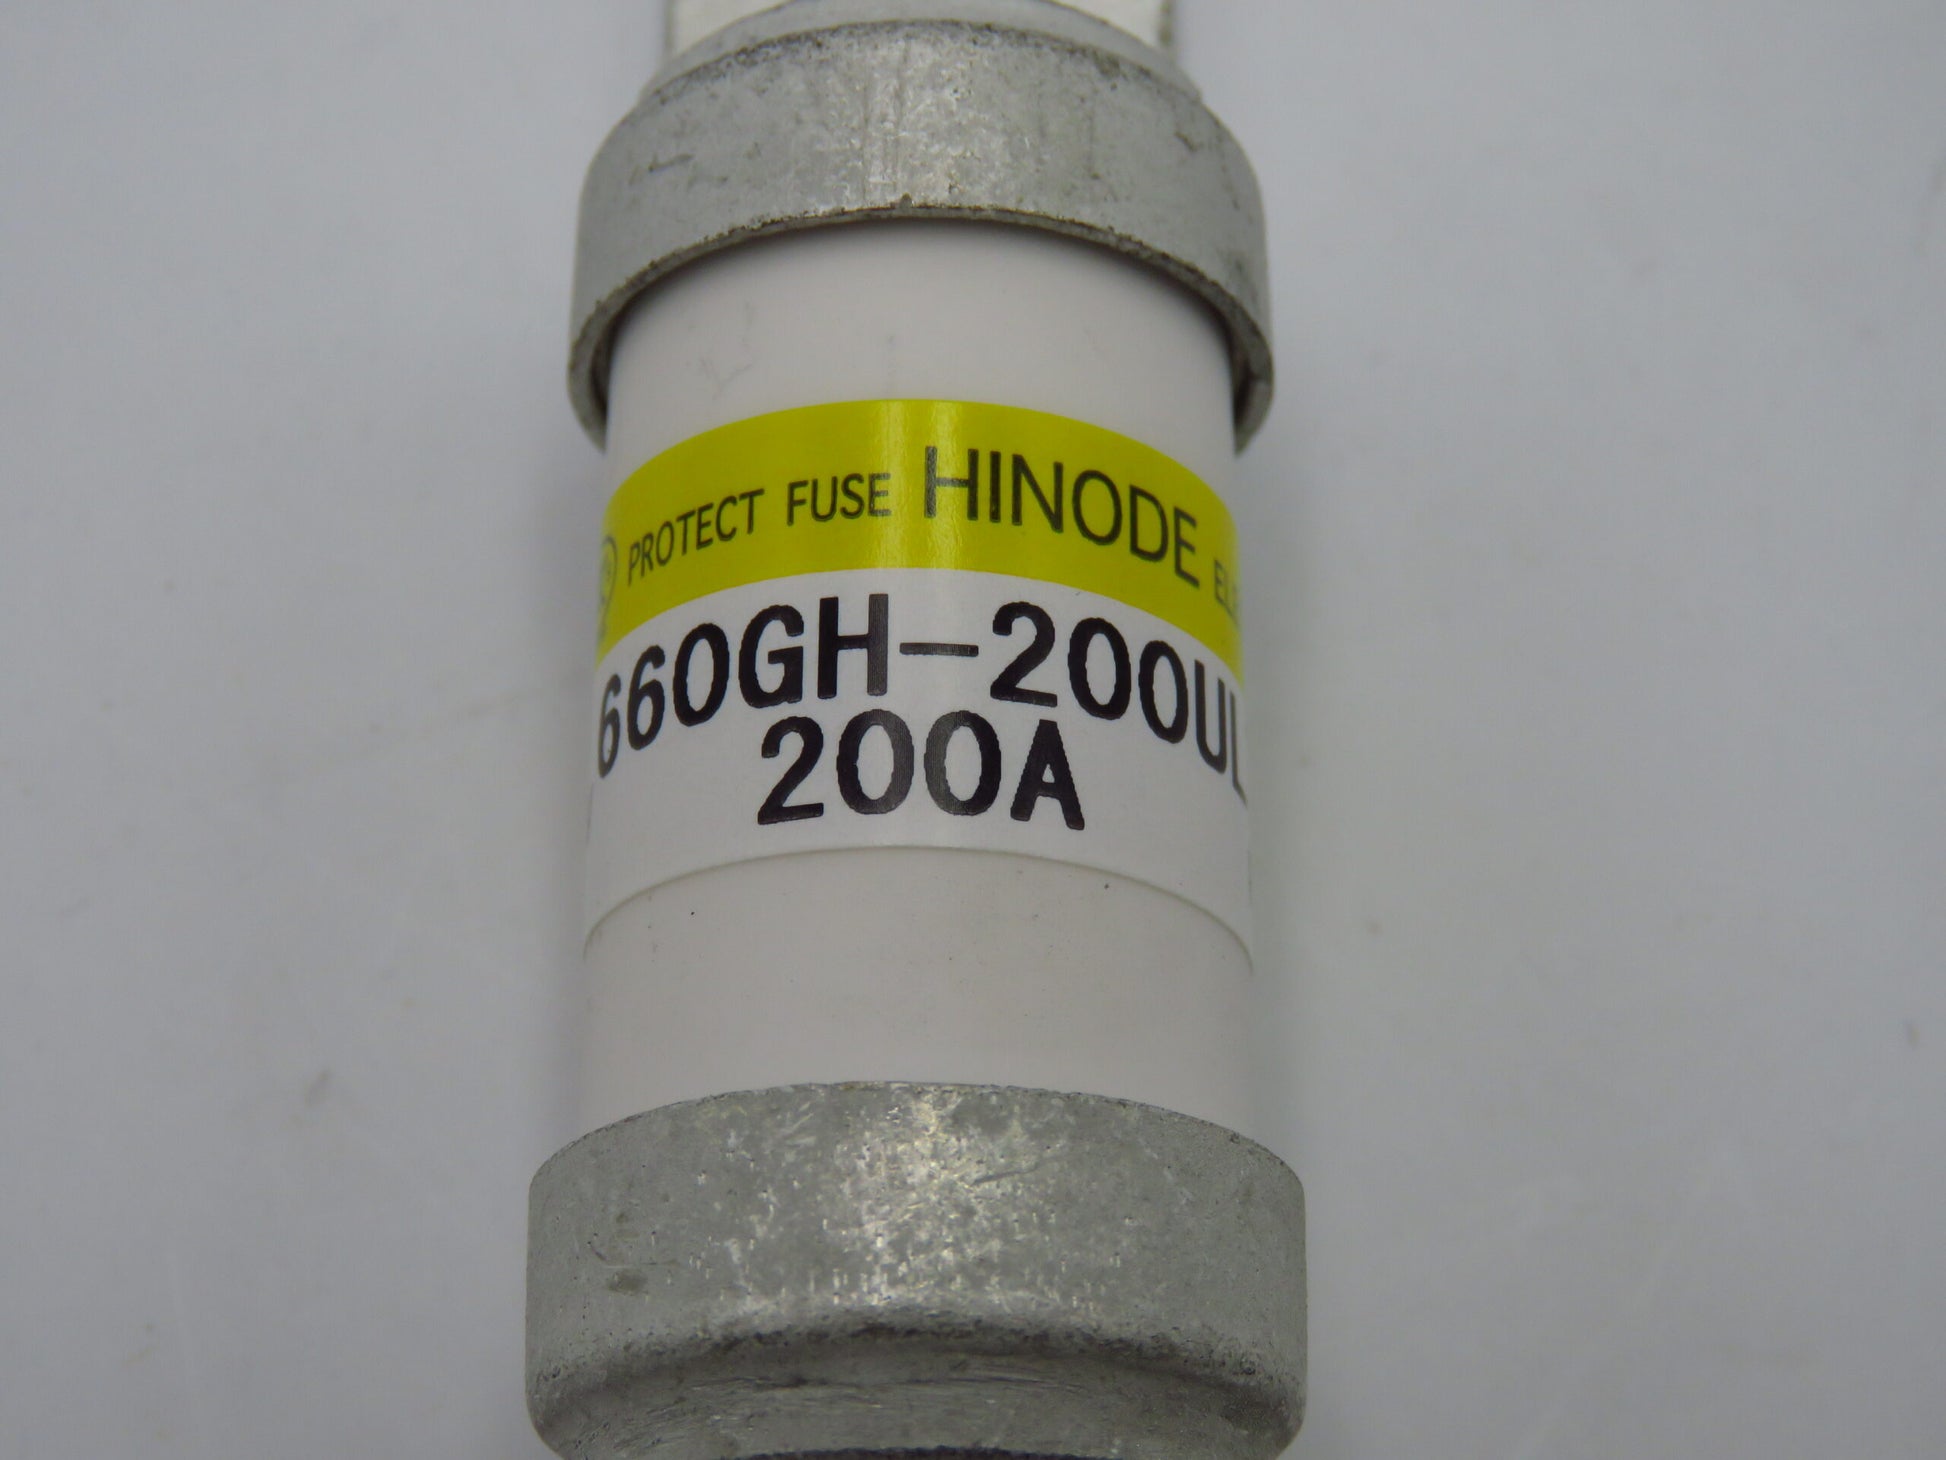 PROTECT FUSE HINODE
660GH-200UL
200A